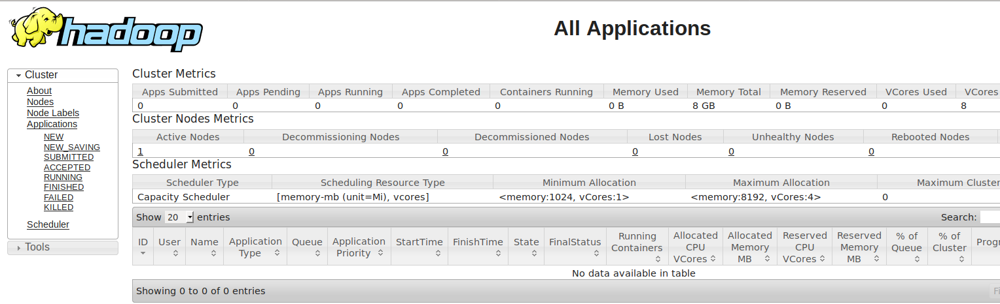 hadoop
All Applications
Cluster
About
Nodes
Node Labels
Applications
NEW
NEW_SAVING
SUBMITTED
ACCEPTED
RUNNING
FINISHED
FAILED
KILLED
Scheduler
Tools
Cluster Metrics
Apps Submitted Apps Pending Apps Running Apps Completed Containers Running Memory Used Memory Total Memory Reserved VCores Used VCores
0 0 0 0 0 0 B 8 GB 0 B 0 8
Cluster Nodes Metrics
Active Nodes Decommissioning Nodes Decommissioned Nodes Lost Nodes Unhealthy Nodes Rebooted Nodes
1 0 0 0 0 0
Scheduler Metrics
Scheduler Type Scheduling Resource Type Minimum Allocation Maximum Allocation Maximum Cluster
Capacity Scheduler [memory-mb (unit=Mi), vcores] <memory:1024, vCores:1> <memory:8192, vCores:4> 0
Show 20 entries Search:
ID User Name Application Type Queue Application Priority StartTime FinishTime State FinalStatus Running Containers Allocated CPU VCores Allocated Memory MB Reserved CPU VCores Reserved Memory MB % of Queue % of Cluster Progr
No data available in table
Showing 0 to 0 of 0 entries Fi